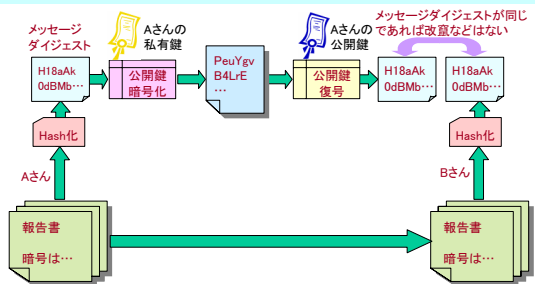 メッセージ
ダイジェスト
Aさんの
私有鍵
Aさんの
公開鍵
メッセージダイジェストが同じ
であれば改竄などはない
H18aAk
0dBMb…
公開鍵
暗号化
PeuYgv
B4LrE
…
公開鍵
復号
H18aAk
0dBMb…
H18aAk
0dBMb…
Hash化
Hash化
Aさん
Bさん
報告書
暗号は…
報告書
暗号は…